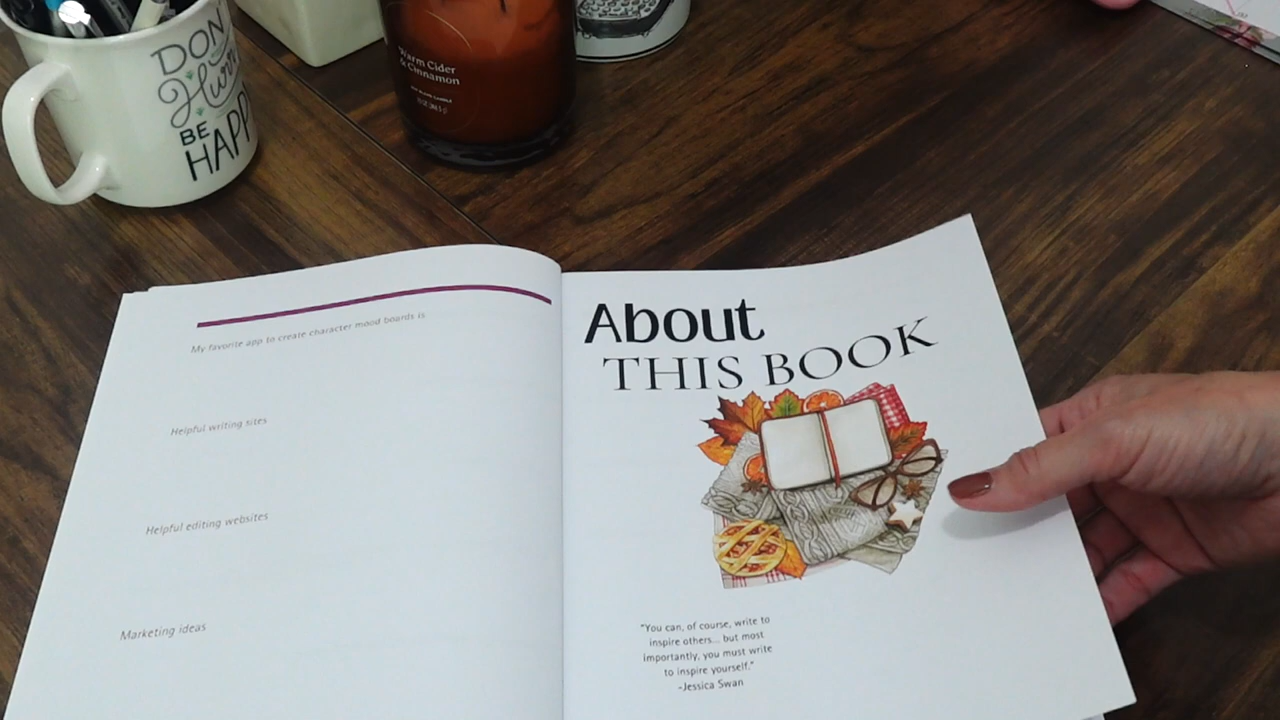 DON
Hurry
BE
HAPP
Warm Cider
& Cinnamon
My favorite app to create character mood boards is
Helpful writing sites
Helpful editing websites
Marketing ideas
About
THIS BOOK
"You can, of course, write to
inspire others... but most
importantly, you must write
to inspire yourself."
-Jessica Swan